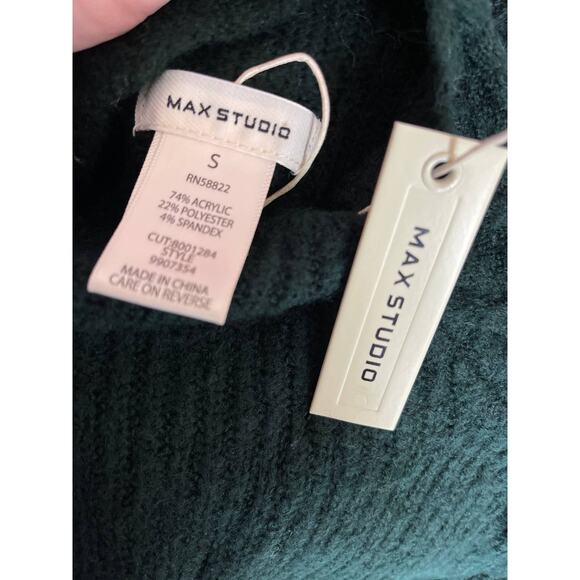 MAX STUDIO
S
RN58822
74% ACRYLIC
22% POLYESTER
4% SPANDEX
CUT:8001284
STYLE
9907354
MADE IN CHINA
CARE ON REVERSE
MAX STUDIO